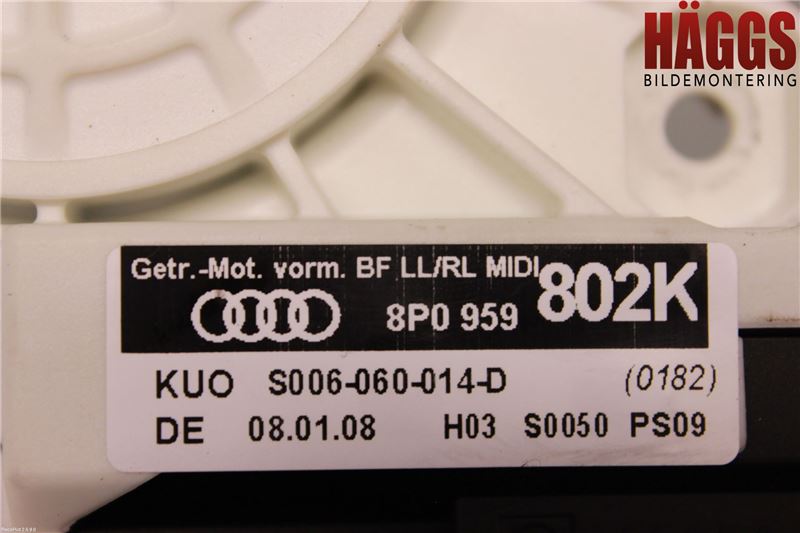 HÄGGS
BILDEMONTERING
Getr.-Mot. vorm. BF LL/RL MIDI
8P0 959 802K
KUO S006-060-014-D (0182)
DE 08.01.08 H03 S0050 PS09